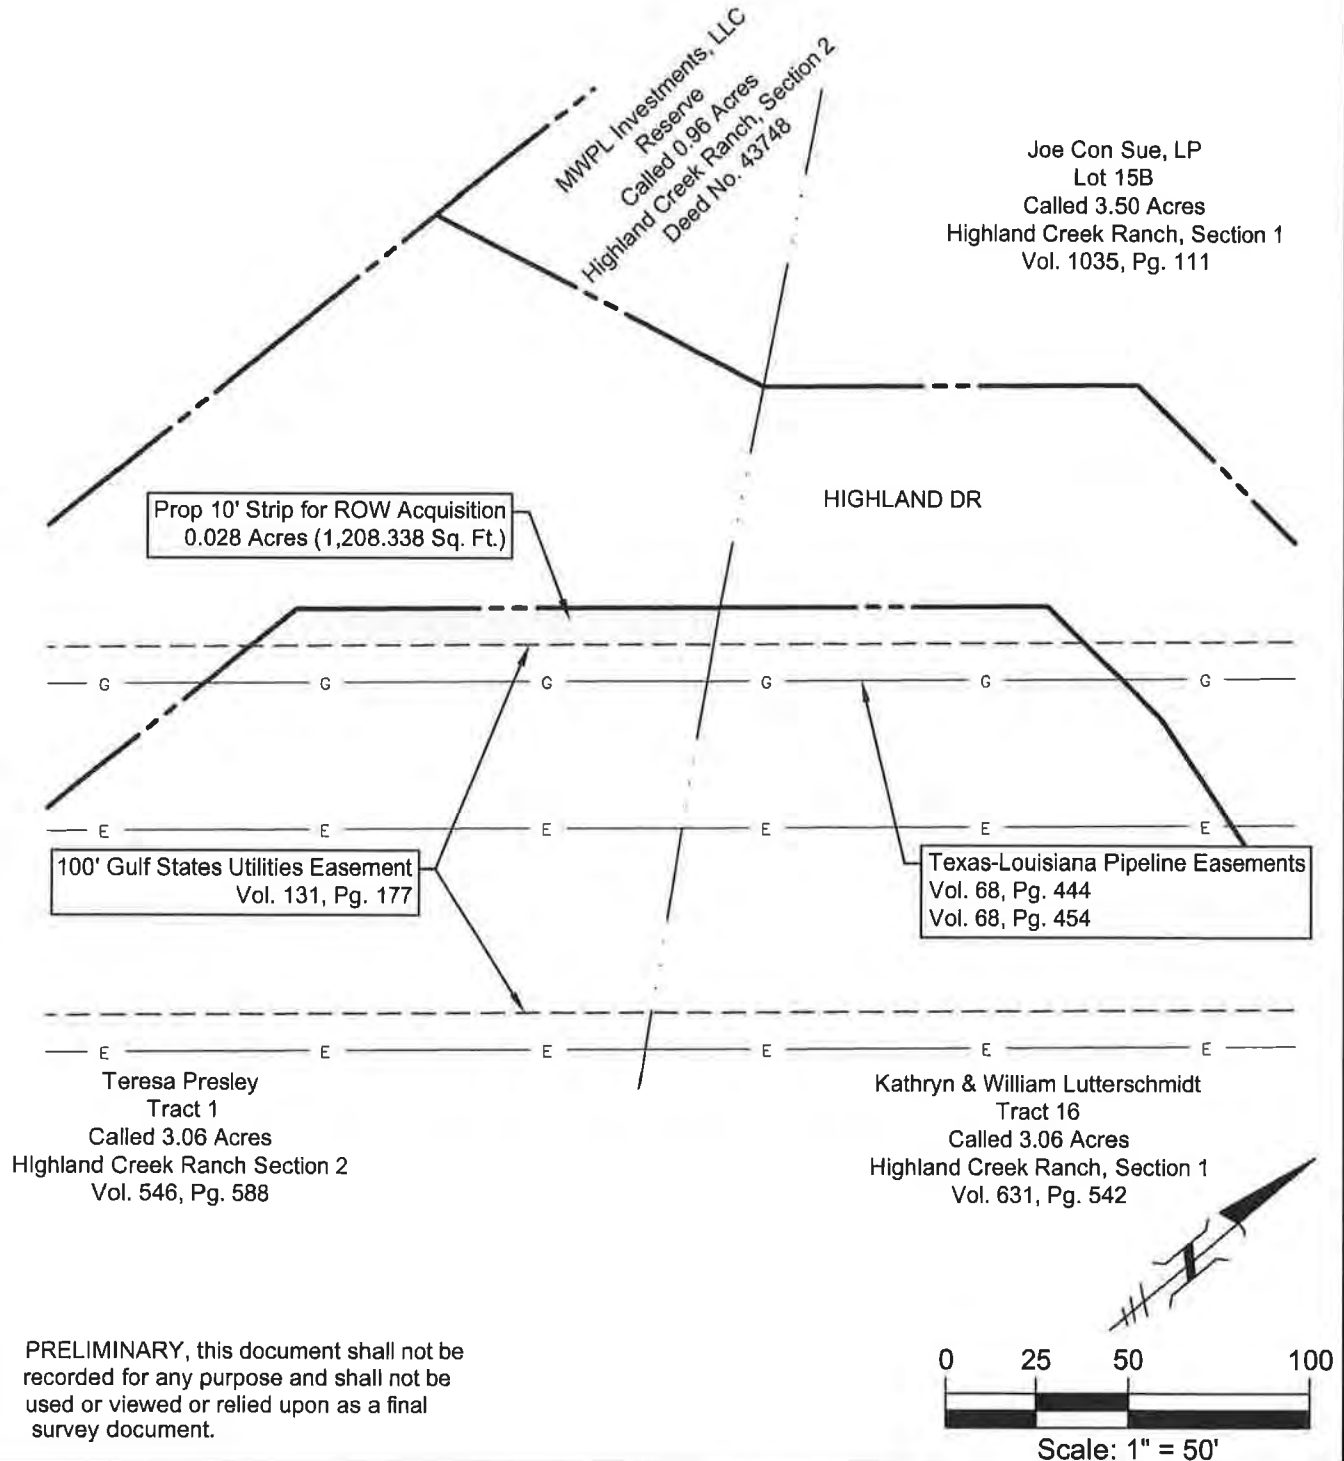 MWPL Investments, LLC
Reserve
Called 0.96 Acres
Highland Creek Ranch, Section 2
Deed No. 43748
Joe Con Sue, LP
Lot 15B
Called 3.50 Acres
Highland Creek Ranch, Section 1
Vol. 1035, Pg. 111
Prop 10' Strip for ROW Acquisition
0.028 Acres (1,208.338 Sq. Ft.)
HIGHLAND DR
G G G G G G
E E E E E E
100' Gulf States Utilities Easement
Vol. 131, Pg. 177
Texas-Louisiana Pipeline Easements
Vol. 68, Pg. 444
Vol. 68, Pg. 454
E E E E E E
Teresa Presley
Tract 1
Called 3.06 Acres
Highland Creek Ranch Section 2
Vol. 546, Pg. 588
Kathryn & William Lutterschmidt
Tract 16
Called 3.06 Acres
Highland Creek Ranch, Section 1
Vol. 631, Pg. 542
N
PRELIMINARY, this document shall not be
recorded for any purpose and shall not be
used or viewed or relied upon as a final
survey document.
0 25 50 100
Scale: 1" = 50'